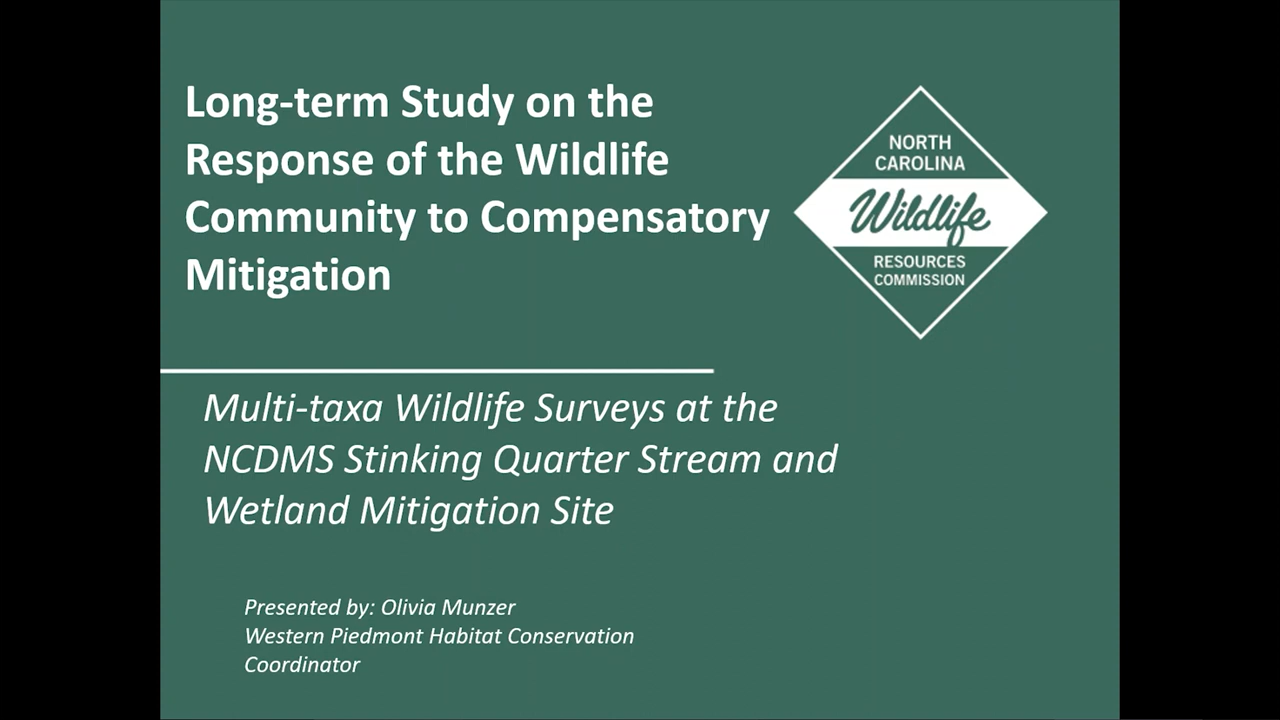 Long-term Study on the
Response of the Wildlife
Community to Compensatory
Mitigation
NORTH
CAROLINA
Wildlife
RESOURCES
COMMISSION
Multi-taxa Wildlife Surveys at the
NCDMS Stinking Quarter Stream and
Wetland Mitigation Site
Presented by: Olivia Munzer
Western Piedmont Habitat Conservation
Coordinator